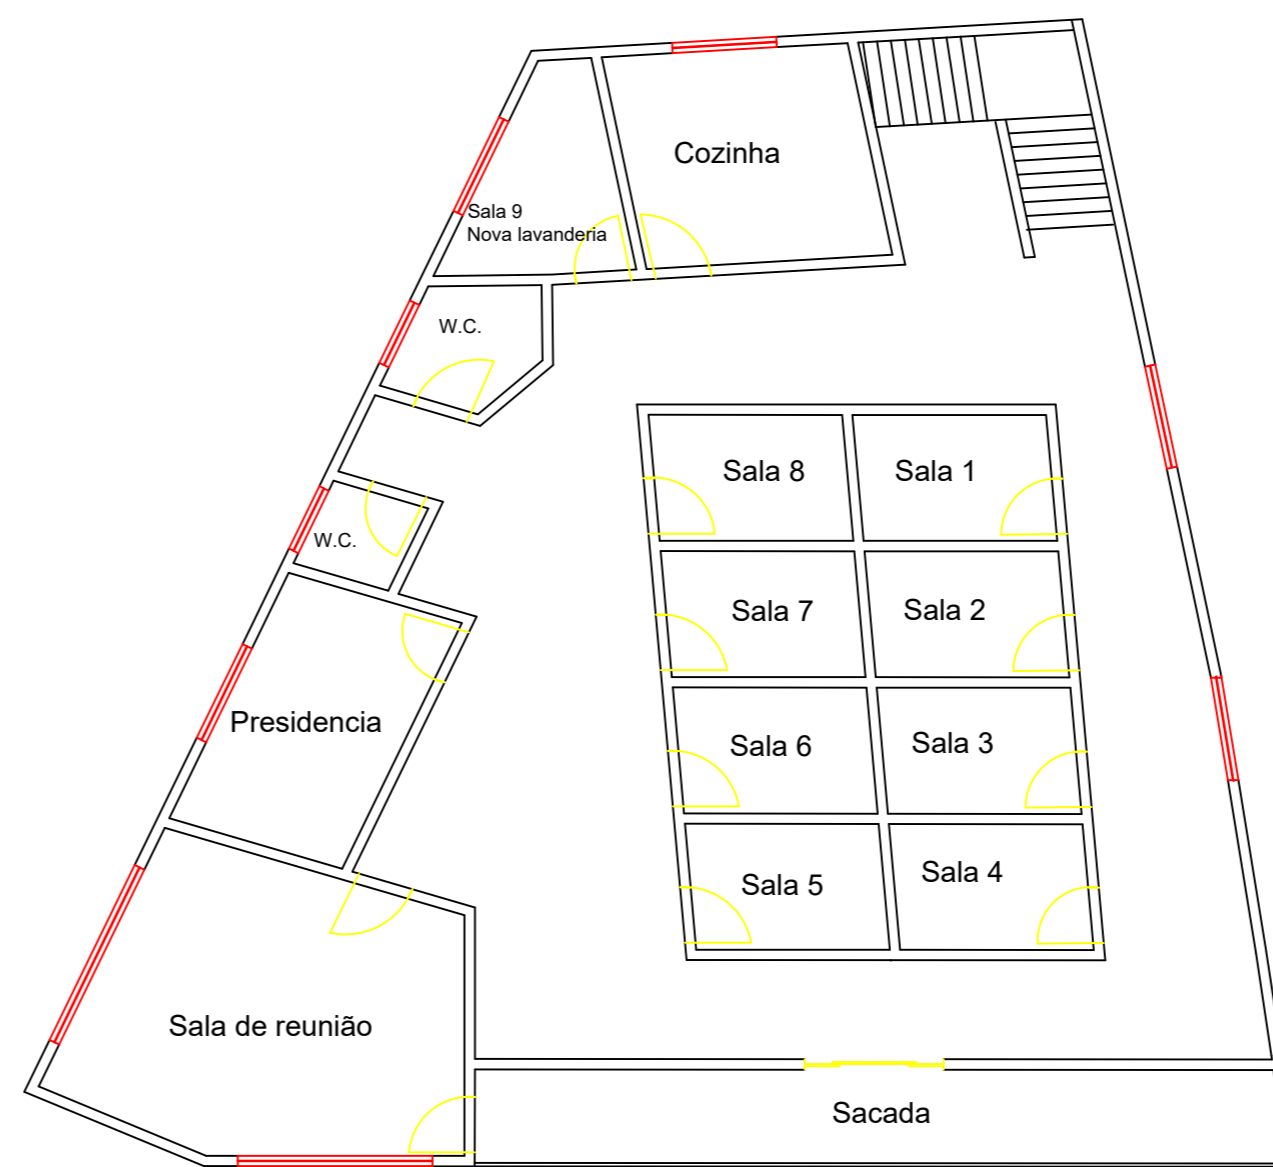 Cozinha
Sala 9
Nova lavanderia
W.C.
Sala 8
Sala 1
W.C.
Sala 7
Sala 2
Presidencia
Sala 6
Sala 3
Sala 5
Sala 4
Sala de reunião
Sacada